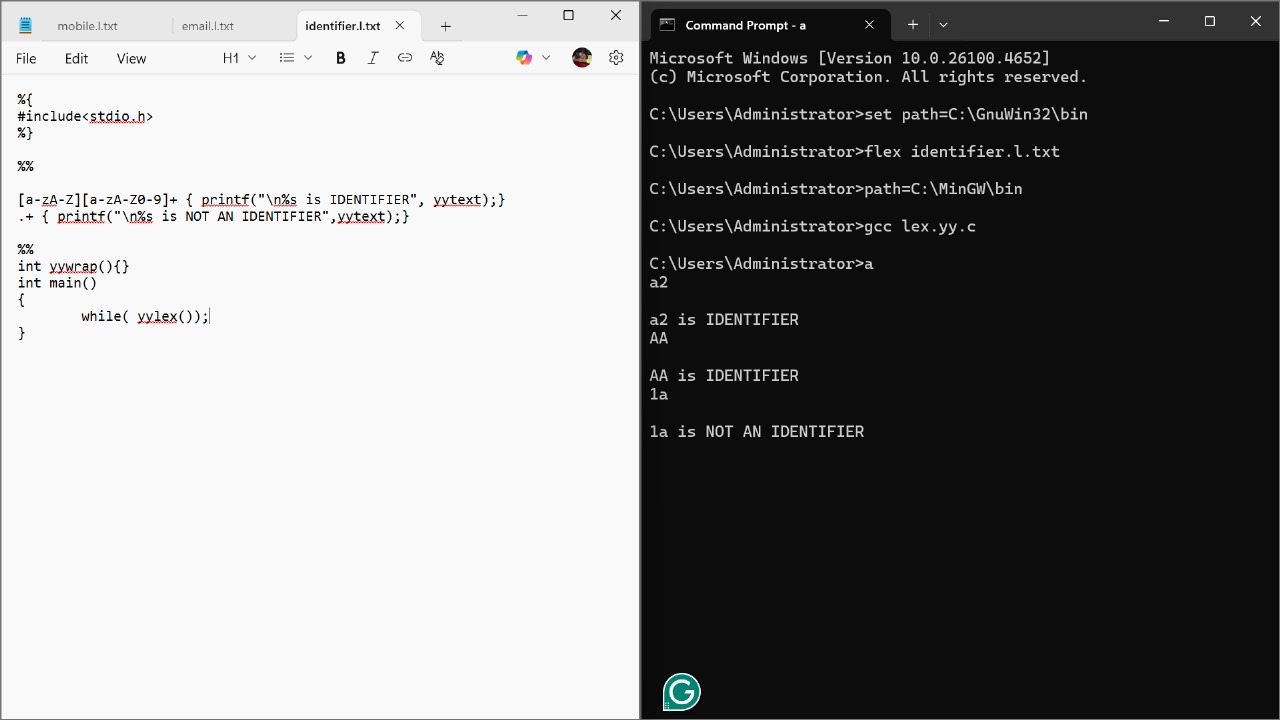 mobile.l.txt
email.l.txt
identifier.l.txt
File Edit View H1 B I
%{
#include<stdio.h>
%}
%%
[a-zA-Z][a-zA-Z0-9]+ { printf("\n%s is IDENTIFIER", yytext);}
.+ { printf("\n%s is NOT AN IDENTIFIER",yytext);}
%%
int yywrap(){}
int main()
{
while( yylex());
}
Command Prompt - a
Microsoft Windows [Version 10.0.26100.4652]
(c) Microsoft Corporation. All rights reserved.
C:\Users\Administrator>set path=C:\GnuWin32\bin
C:\Users\Administrator>flex identifier.l.txt
C:\Users\Administrator>path=C:\MinGW\bin
C:\Users\Administrator>gcc lex.yy.c
C:\Users\Administrator>a
a2
a2 is IDENTIFIER
AA
AA is IDENTIFIER
1a
1a is NOT AN IDENTIFIER
G